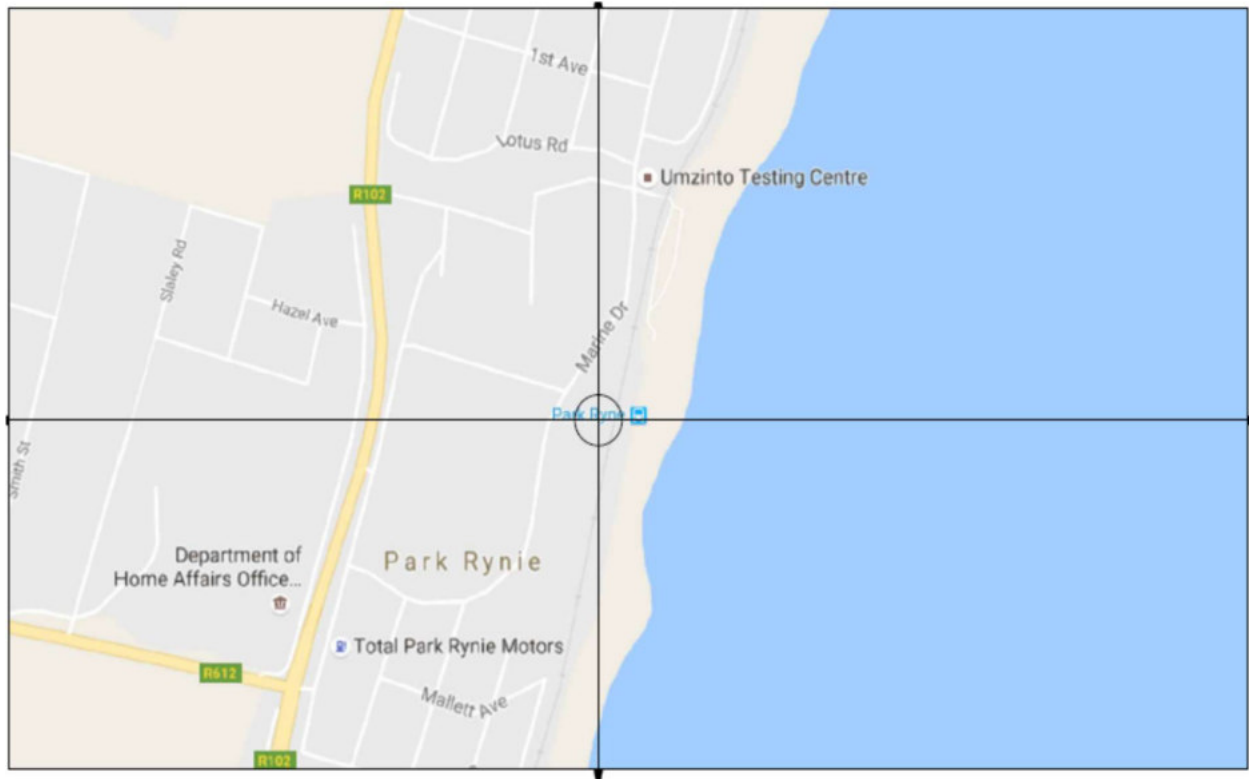 1st Ave
Lotus Rd
Umzinto Testing Centre
R102
Slaley Rd
Hazel Ave
Marine Dr
Park Ryne
Smith St
Department of
Home Affairs Office...
Park Rynie
Total Park Rynie Motors
R612
Mallett Ave
R102